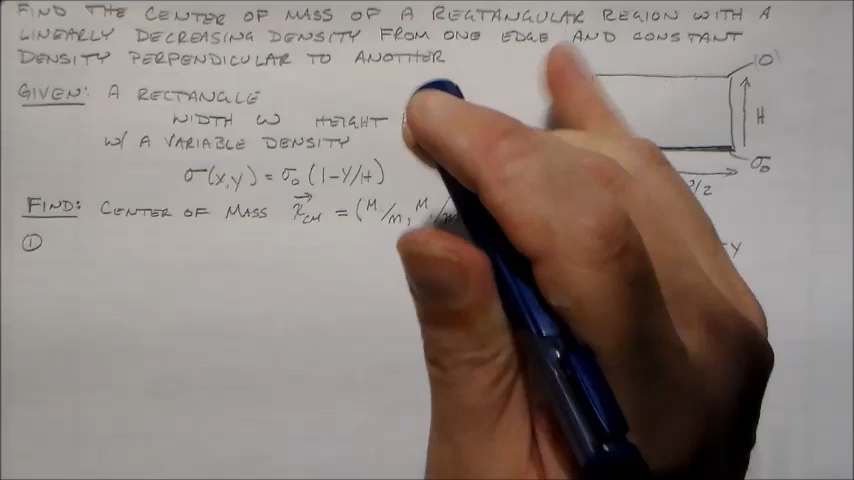 FIND THE CENTER OF MASS OF A RECTANGULAR REGION WITH A
LINEARLY DECREASING DENSITY FROM ONE EDGE AND CONSTANT
DENSITY PERPENDICULAR TO ANOTHER
GIVEN: A RECTANGLE
WIDTH W HEIGHT
W/ A VARIABLE DENSITY
σ(x,y) = σ₀ (1-Y/H)
FIND: CENTER OF MASS
①
H
σ₀
/2
Y